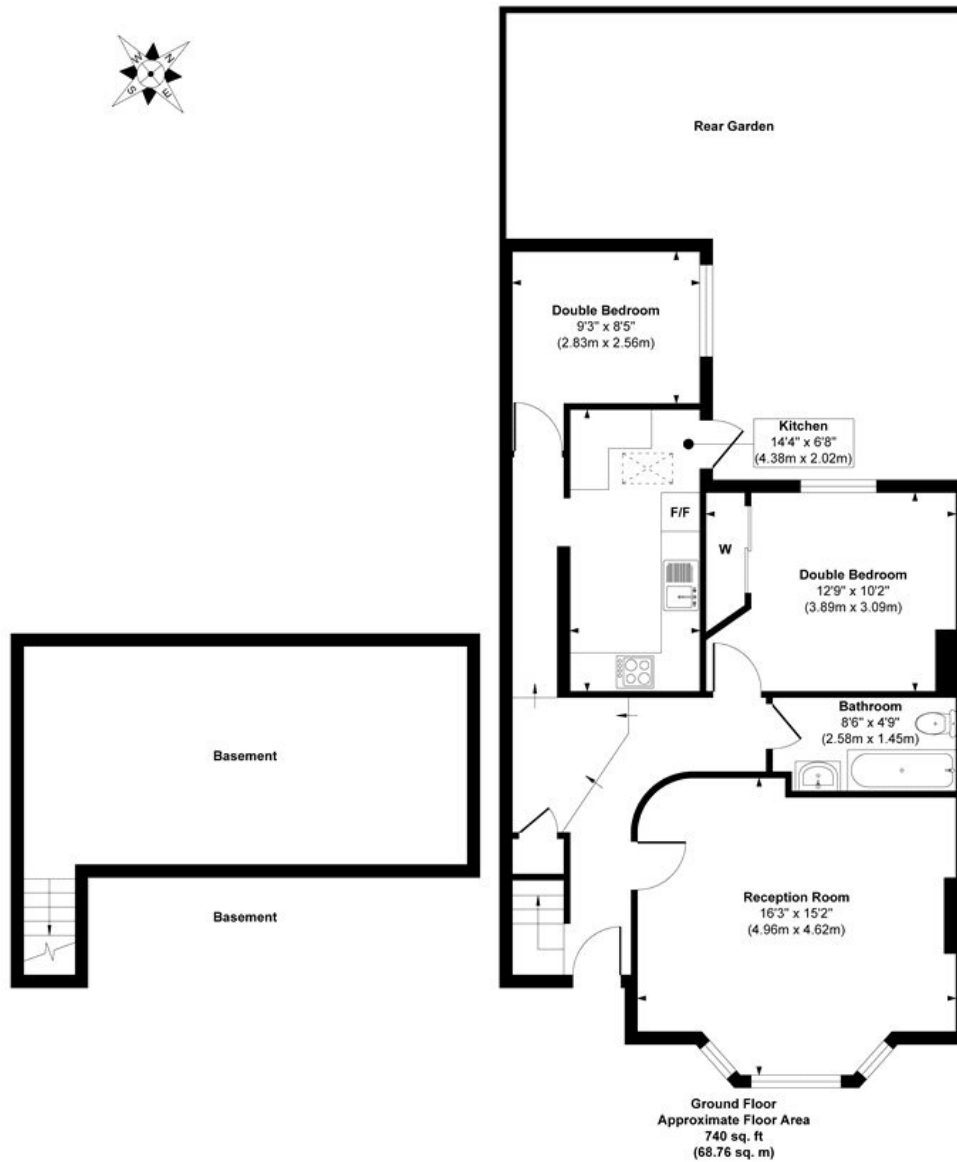 W
N
S
E
Rear Garden
Double Bedroom
9'3" x 8'5"
(2.83m x 2.56m)
Kitchen
14'4" x 6'8"
(4.38m x 2.02m)
F/F
W
Double Bedroom
12'9" x 10'2"
(3.89m x 3.09m)
Bathroom
8'6" x 4'9"
(2.58m x 1.45m)
Basement
Basement
Reception Room
16'3" x 15'2"
(4.96m x 4.62m)
Ground Floor
Approximate Floor Area
740 sq. ft
(68.76 sq. m)